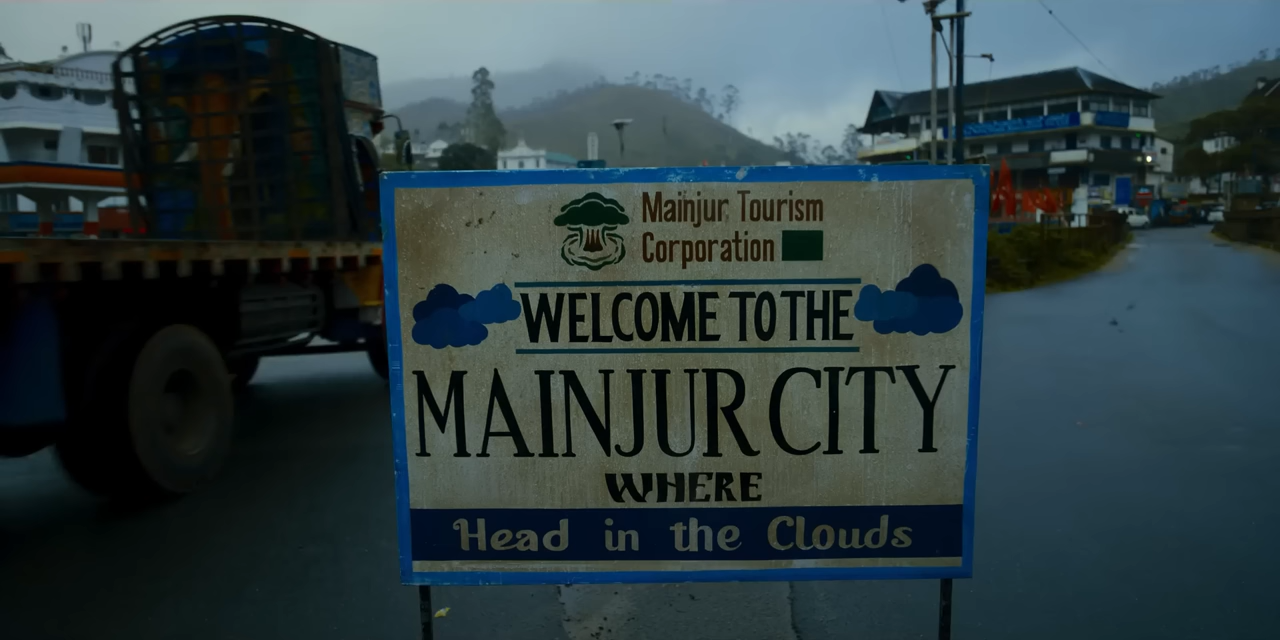 Mainjur Tourism
Corporation
WELCOME TO THE
MAINJUR CITY
WHERE
Head in the Clouds